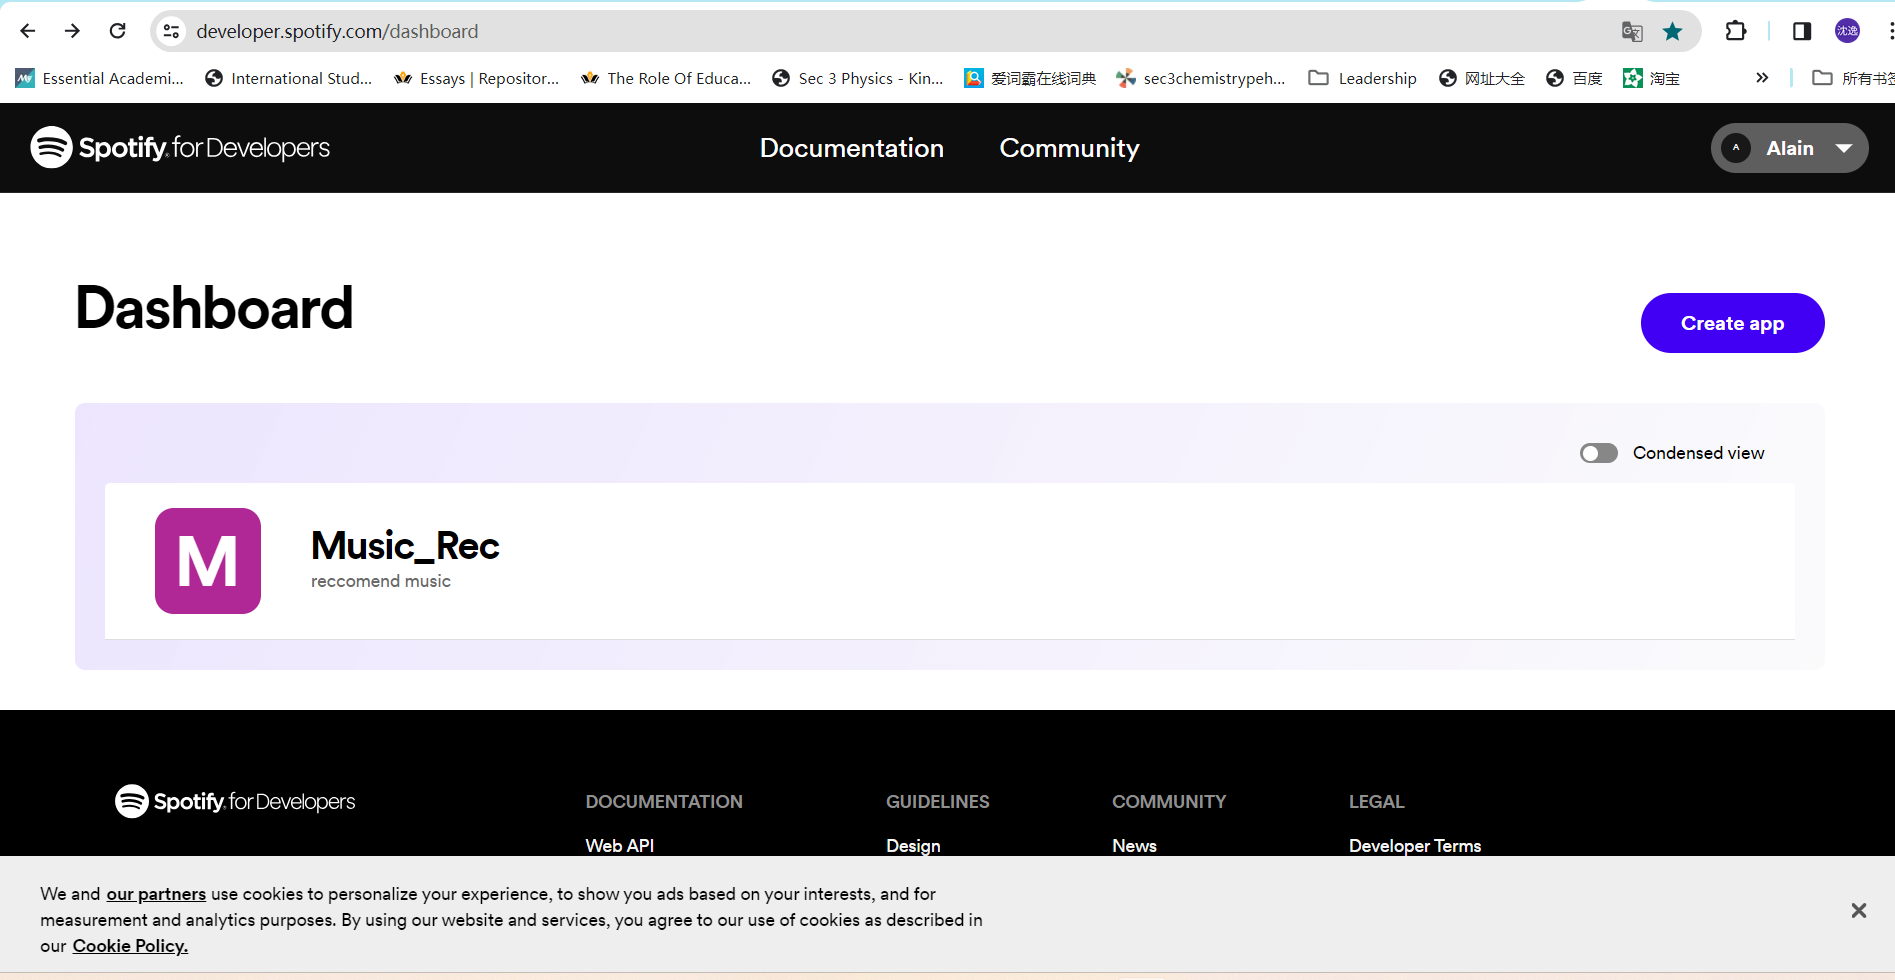 developer.spotify.com/dashboard
沈逸
Essential Academi...
International Stud...
Essays | Repositor...
The Role Of Educa...
Sec 3 Physics - Kin...
爱词霸在线词典
sec3chemistrypeh...
Leadership
网址大全
百度
淘宝
所有书签
Spotify for Developers
Documentation
Community
A
Alain
Dashboard
Create app
Condensed view
M
Music_Rec
reccomend music
Spotify for Developers
DOCUMENTATION
GUIDELINES
COMMUNITY
LEGAL
Web API
Design
News
Developer Terms
We and our partners use cookies to personalize your experience, to show you ads based on your interests, and for
measurement and analytics purposes. By using our website and services, you agree to our use of cookies as described in
our Cookie Policy.